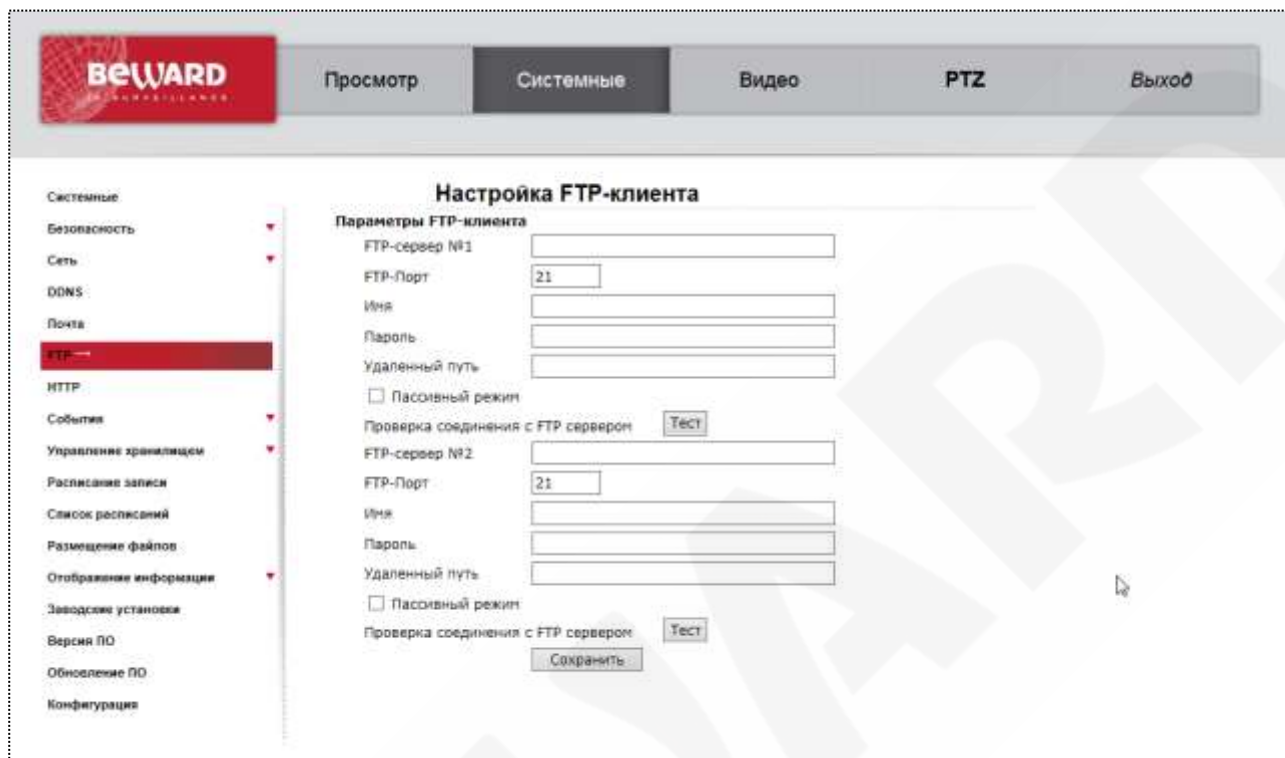 BEWARD
IP SURVEILLANCE
Просмотр
Системные
Видео
PTZ
Выход
Системные
Безопасность
Сеть
DDNS
Почта
FTP
HTTP
События
Управление хранилищем
Расписание записи
Список расписаний
Размещение файлов
Отображение информации
Заводские установки
Версия ПО
Обновление ПО
Конфигурация
Настройка FTP-клиента
Параметры FTP-клиента
FTP-сервер №1
FTP-Порт 21
Имя
Пароль
Удаленный путь
Пассивный режим
Проверка соединения с FTP сервером Тест
FTP-сервер №2
FTP-Порт 21
Имя
Пароль
Удаленный путь
Пассивный режим
Проверка соединения с FTP сервером Тест
Сохранить